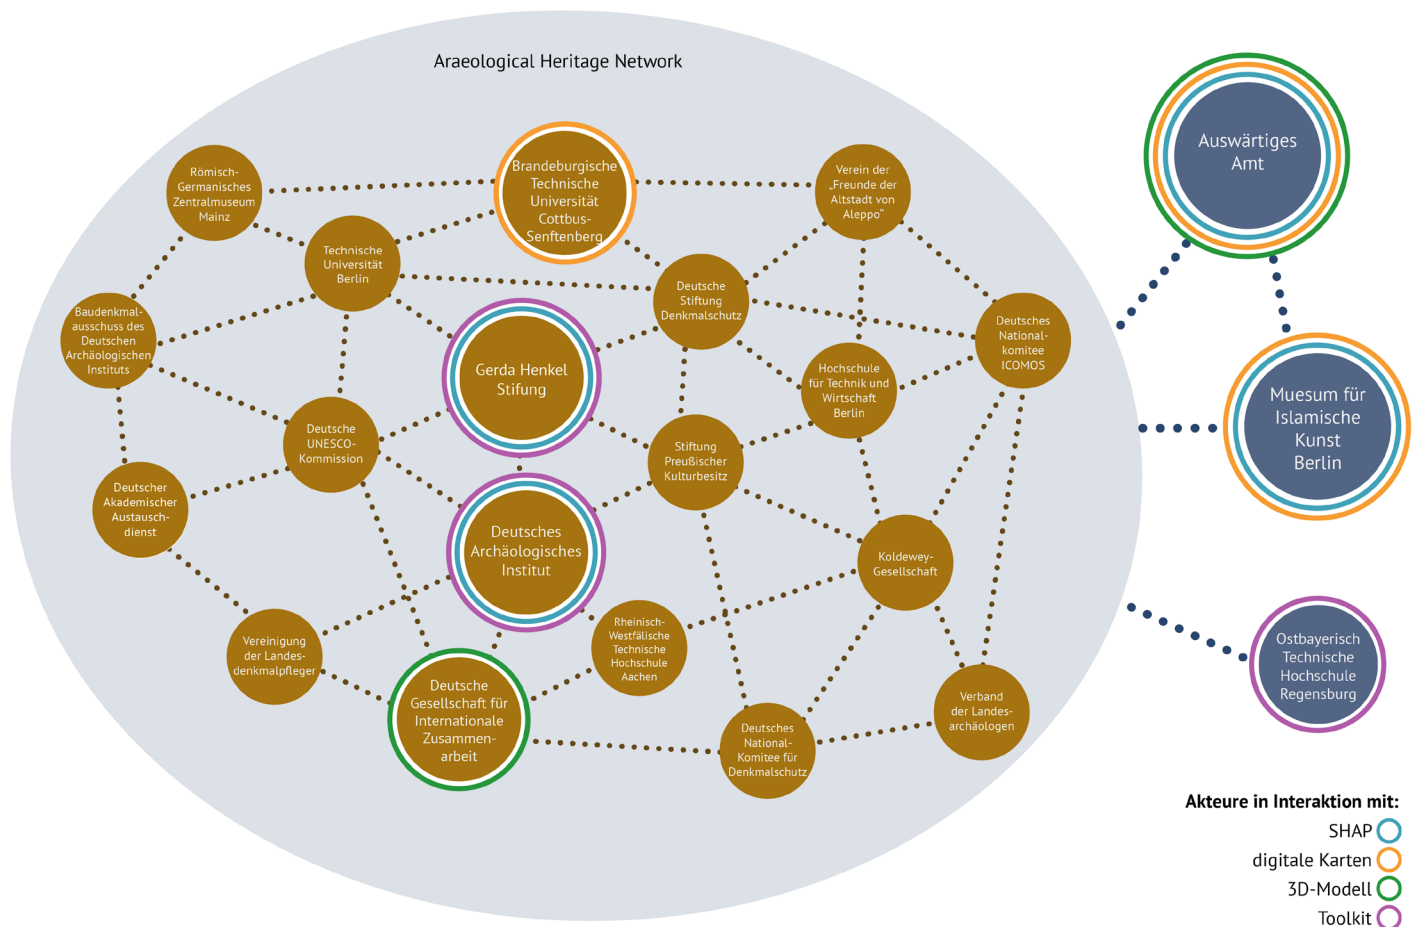 Araeological Heritage Network
Auswärtiges
Amt
Römisch-
Germanisches
Zentralmuseum
Mainz
Brandeburgische
Technische
Universität
Cottbus-
Senftenberg
Verein der
„Freunde der
Altstadt von
Aleppo“
Technische
Universität
Berlin
Deutsche
Stiftung
Denkmalschutz
Baudenkmal-
ausschuss des
Deutschen
Archäologischen
Instituts
Deutsches
National-
komitee
ICOMOS
Gerda Henkel
Stifung
Hochschule
für Technik und
Wirtschaft
Berlin
Muesum für
Islamische
Kunst
Berlin
Deutsche
UNESCO-
Kommission
Stiftung
Preußischer
Kulturbesitz
Deutscher
Akademischer
Austausch-
dienst
Deutsches
Archäologisches
Institut
Koldewey-
Gesellschaft
Vereinigung
der Landes-
denkmalpfleger
Rheinisch-
Westfälische
Technische
Hochschule
Aachen
Ostbayerisch
Technische
Hochschule
Regensburg
Deutsche
Gesellschaft für
Internationale
Zusammen-
arbeit
Deutsches
National-
Komitee für
Denkmalschutz
Verband
der Landes-
archäologen
Akteure in Interaktion mit:
SHAP
digitale Karten
3D-Modell
Toolkit